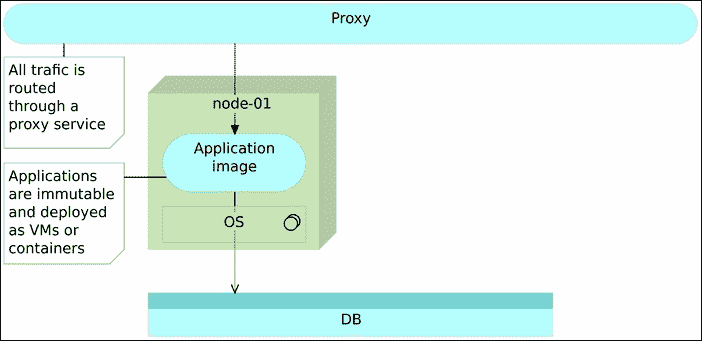 Proxy
All trafic is
routed
through a
proxy service
node-01
Application
image
Applications
are immutable
and deployed
as VMs or
containers
OS
DB